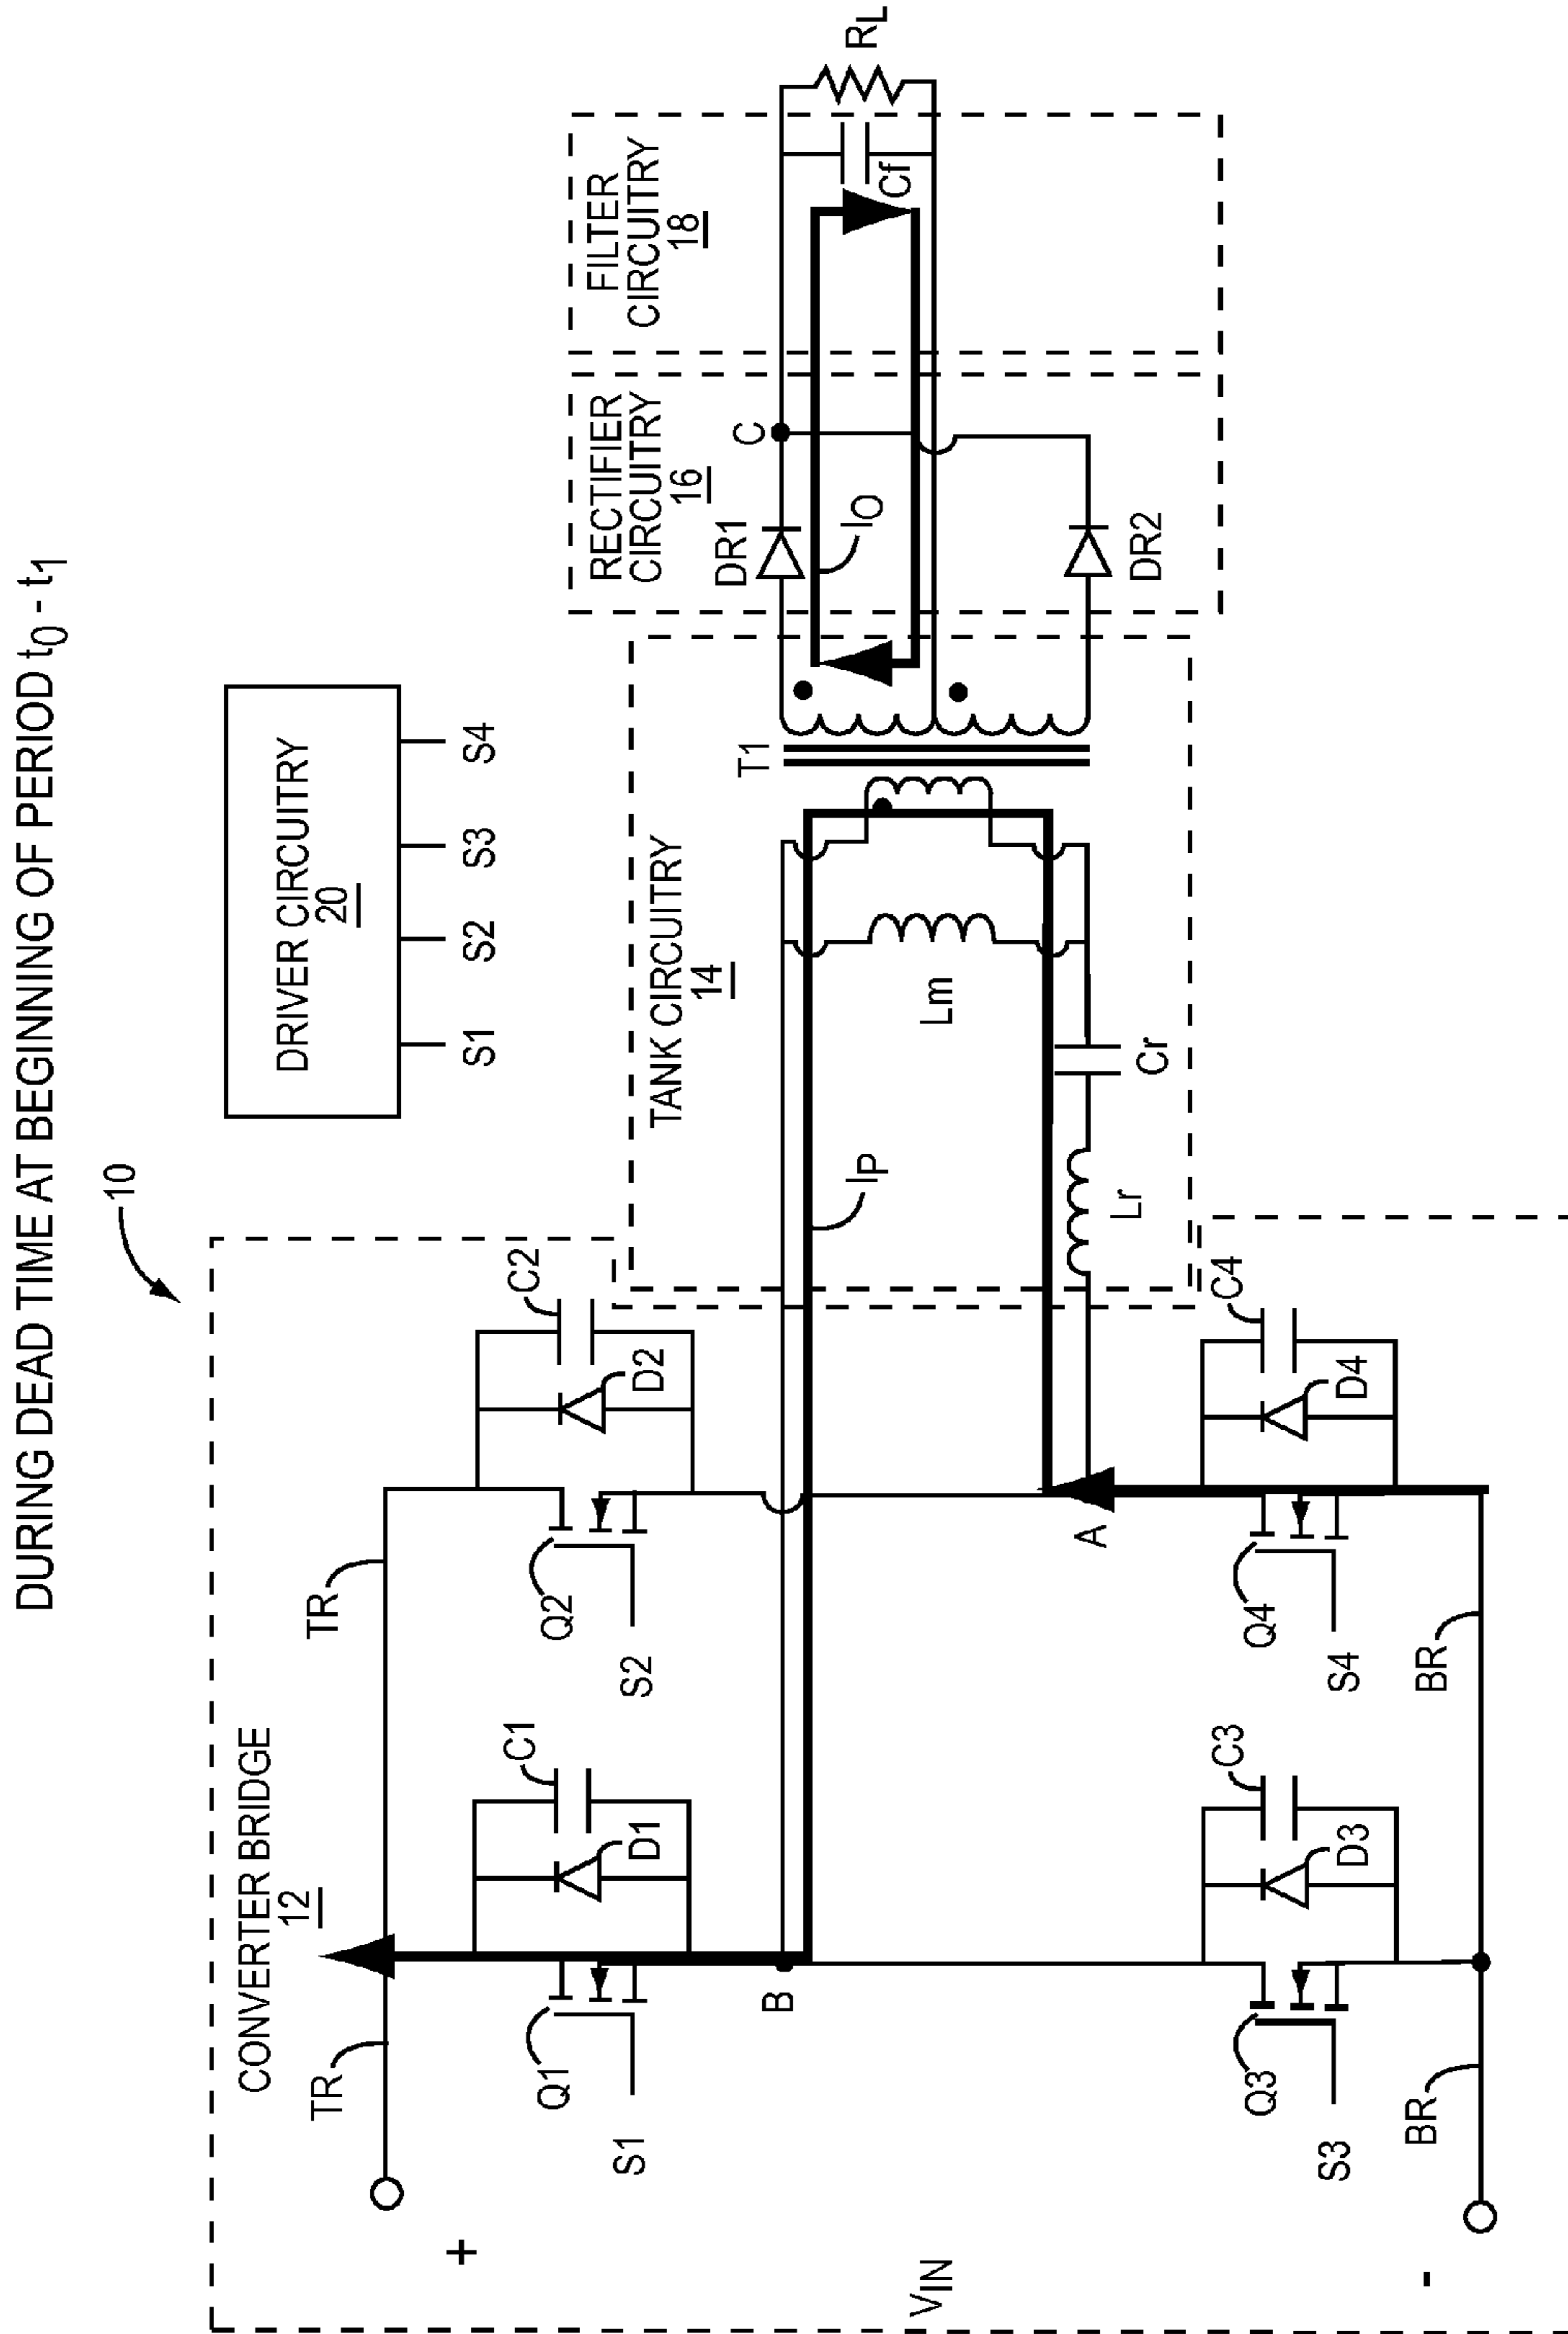 DURING DEAD TIME AT BEGINNING OF PERIOD t0 - t1
10
DRIVER CIRCUITRY
20
S1
S2
S3
S4
CONVERTER BRIDGE
12
TR
TR
C1
D1
Q1
S1
C2
D2
Q2
S2
TANK CIRCUITRY
14
RECTIFIER
CIRCUITRY
16
FILTER
CIRCUITRY
18
T1
DR1
C
IO
Cf
RL
DR2
IP
Lm
Lr
Cr
+
VIN
-
B
A
C3
D3
Q3
S3
C4
D4
Q4
S4
BR
BR